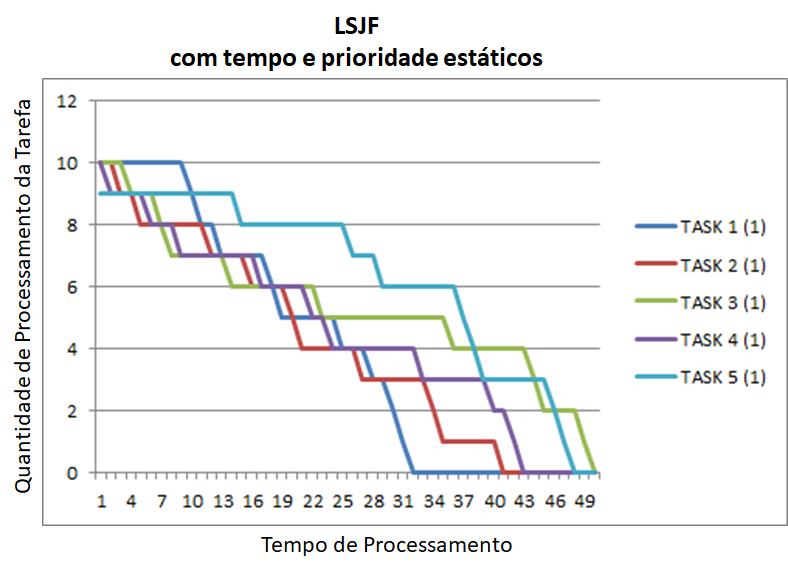 LSJF
com tempo e prioridade estáticos
Quantidade de Processamento da Tarefa
12
10
8
6
4
2
0
1 4 7 10 13 16 19 22 25 28 31 34 37 40 43 46 49
Tempo de Processamento
TASK 1 (1)
TASK 2 (1)
TASK 3 (1)
TASK 4 (1)
TASK 5 (1)